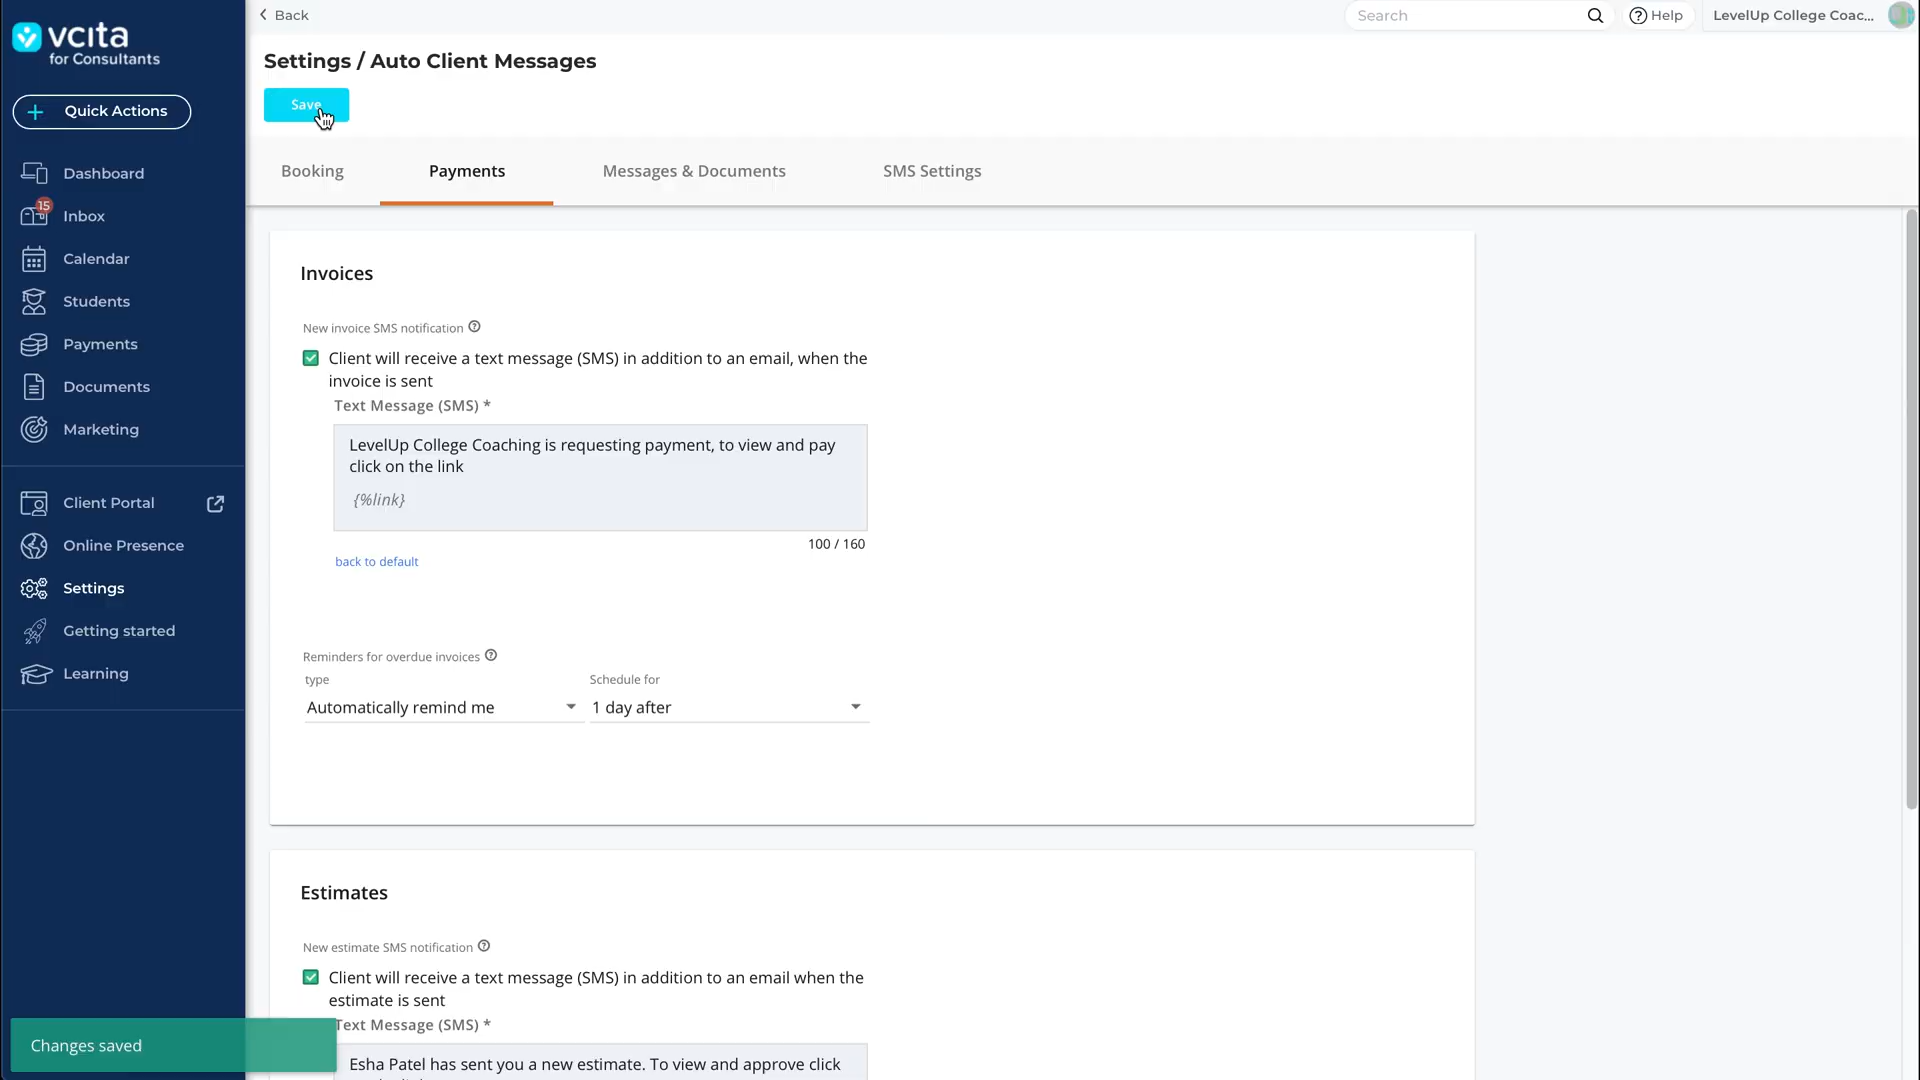 vcita
for Consultants
Quick Actions
Dashboard
15
Inbox
Calendar
Students
Payments
Documents
Marketing
Client Portal
Online Presence
Settings
Getting started
Learning
Back
Search
Help
LevelUp College Coac...
Settings / Auto Client Messages
Save
Booking
Payments
Messages & Documents
SMS Settings
Invoices
New invoice SMS notification
Client will receive a text message (SMS) in addition to an email, when the
invoice is sent
Text Message (SMS) *
LevelUp College Coaching is requesting payment, to view and pay
click on the link
{%link}
100 / 160
back to default
Reminders for overdue invoices
type
Schedule for
Automatically remind me
1 day after
Estimates
New estimate SMS notification
Client will receive a text message (SMS) in addition to an email when the
estimate is sent
Text Message (SMS) *
Esha Patel has sent you a new estimate. To view and approve click
Changes saved